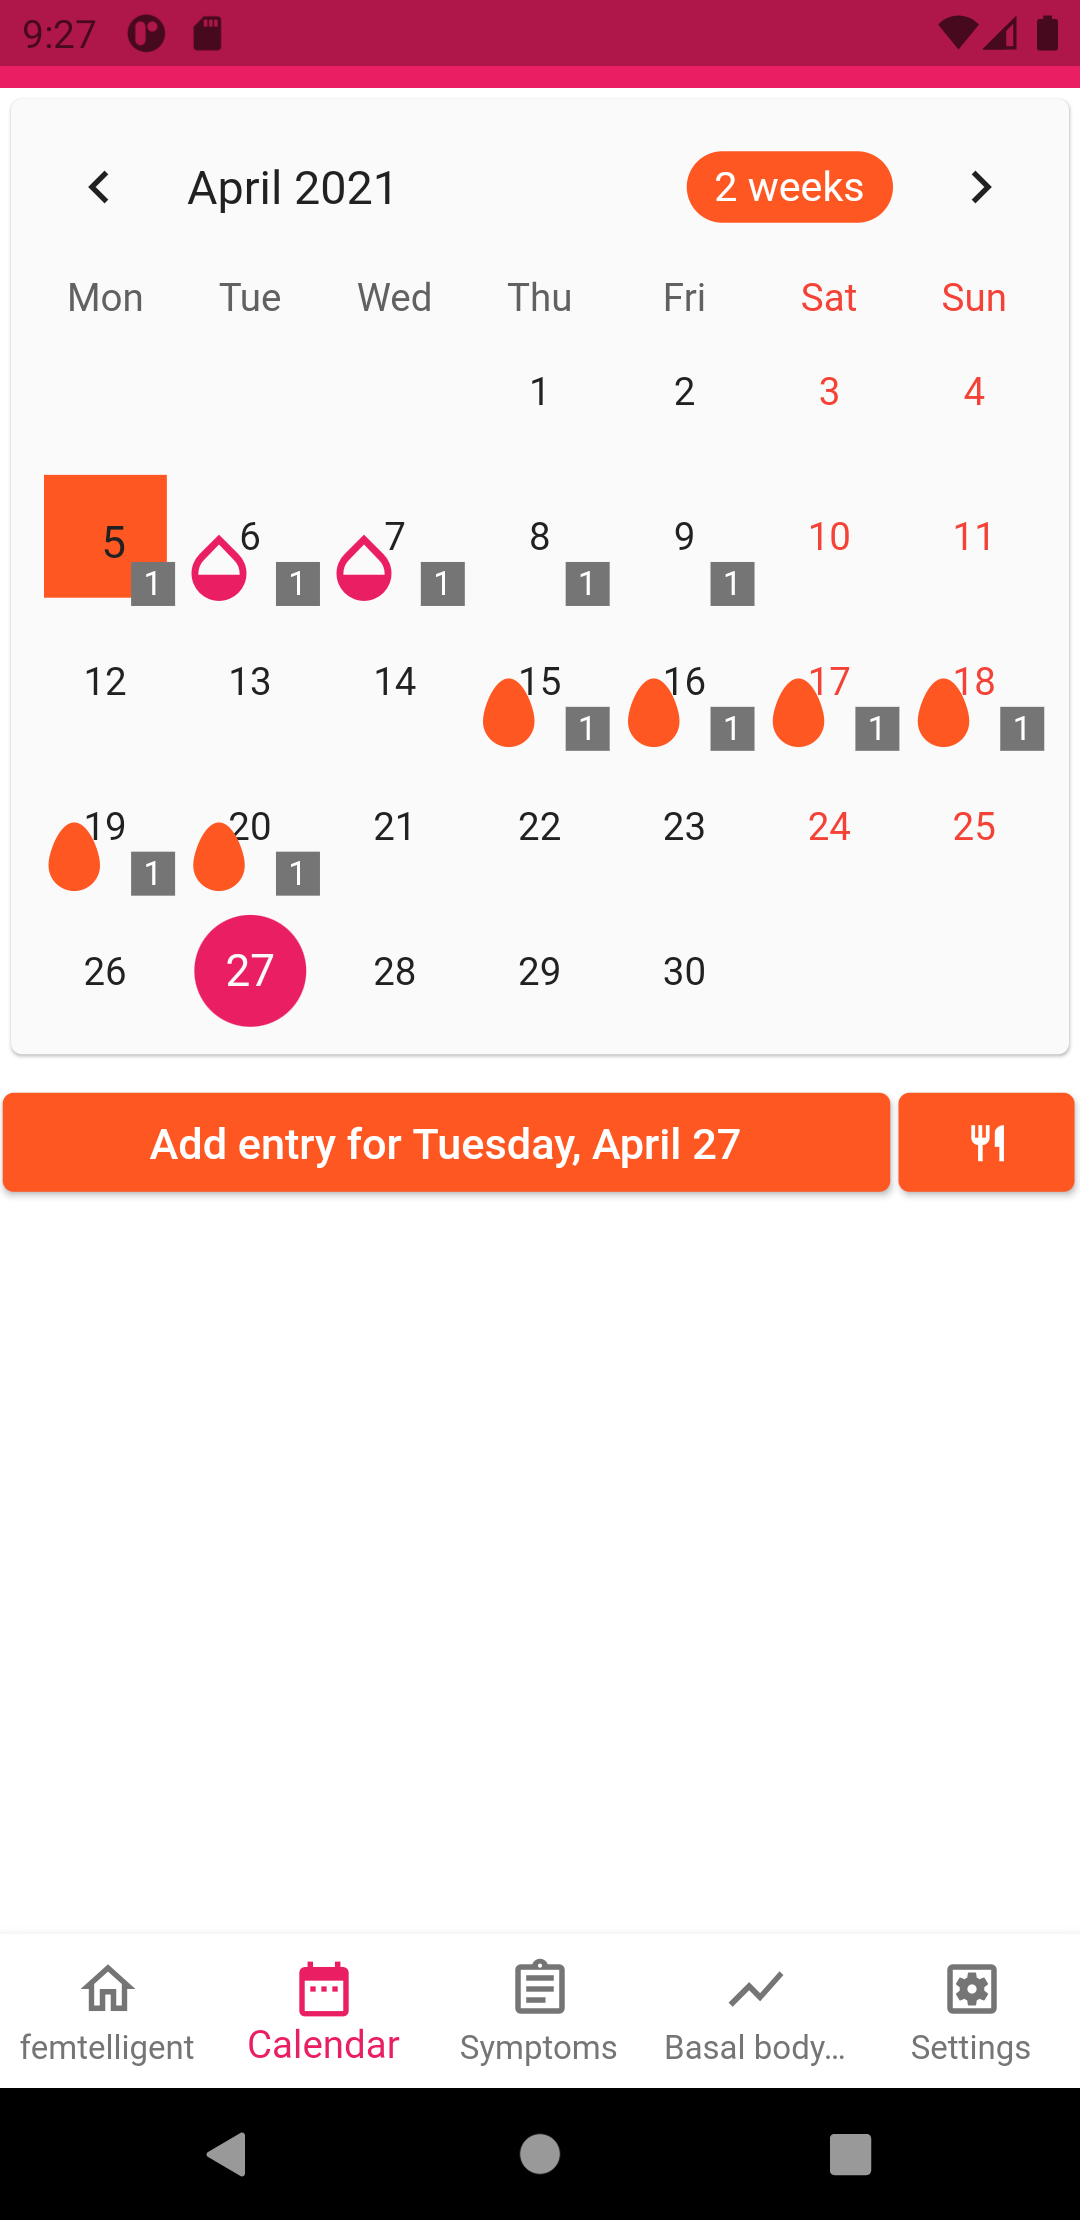 9:27
April 2021
2 weeks
Mon Tue Wed Thu Fri Sat Sun
1 2 3 4
5 6 7 8 9 10 11
1 1 1 1 1
12 13 14 15 16 17 18
1 1 1 1
19 20 21 22 23 24 25
1 1
26 27 28 29 30
Add entry for Tuesday, April 27
femtelligent Calendar Symptoms Basal body... Settings